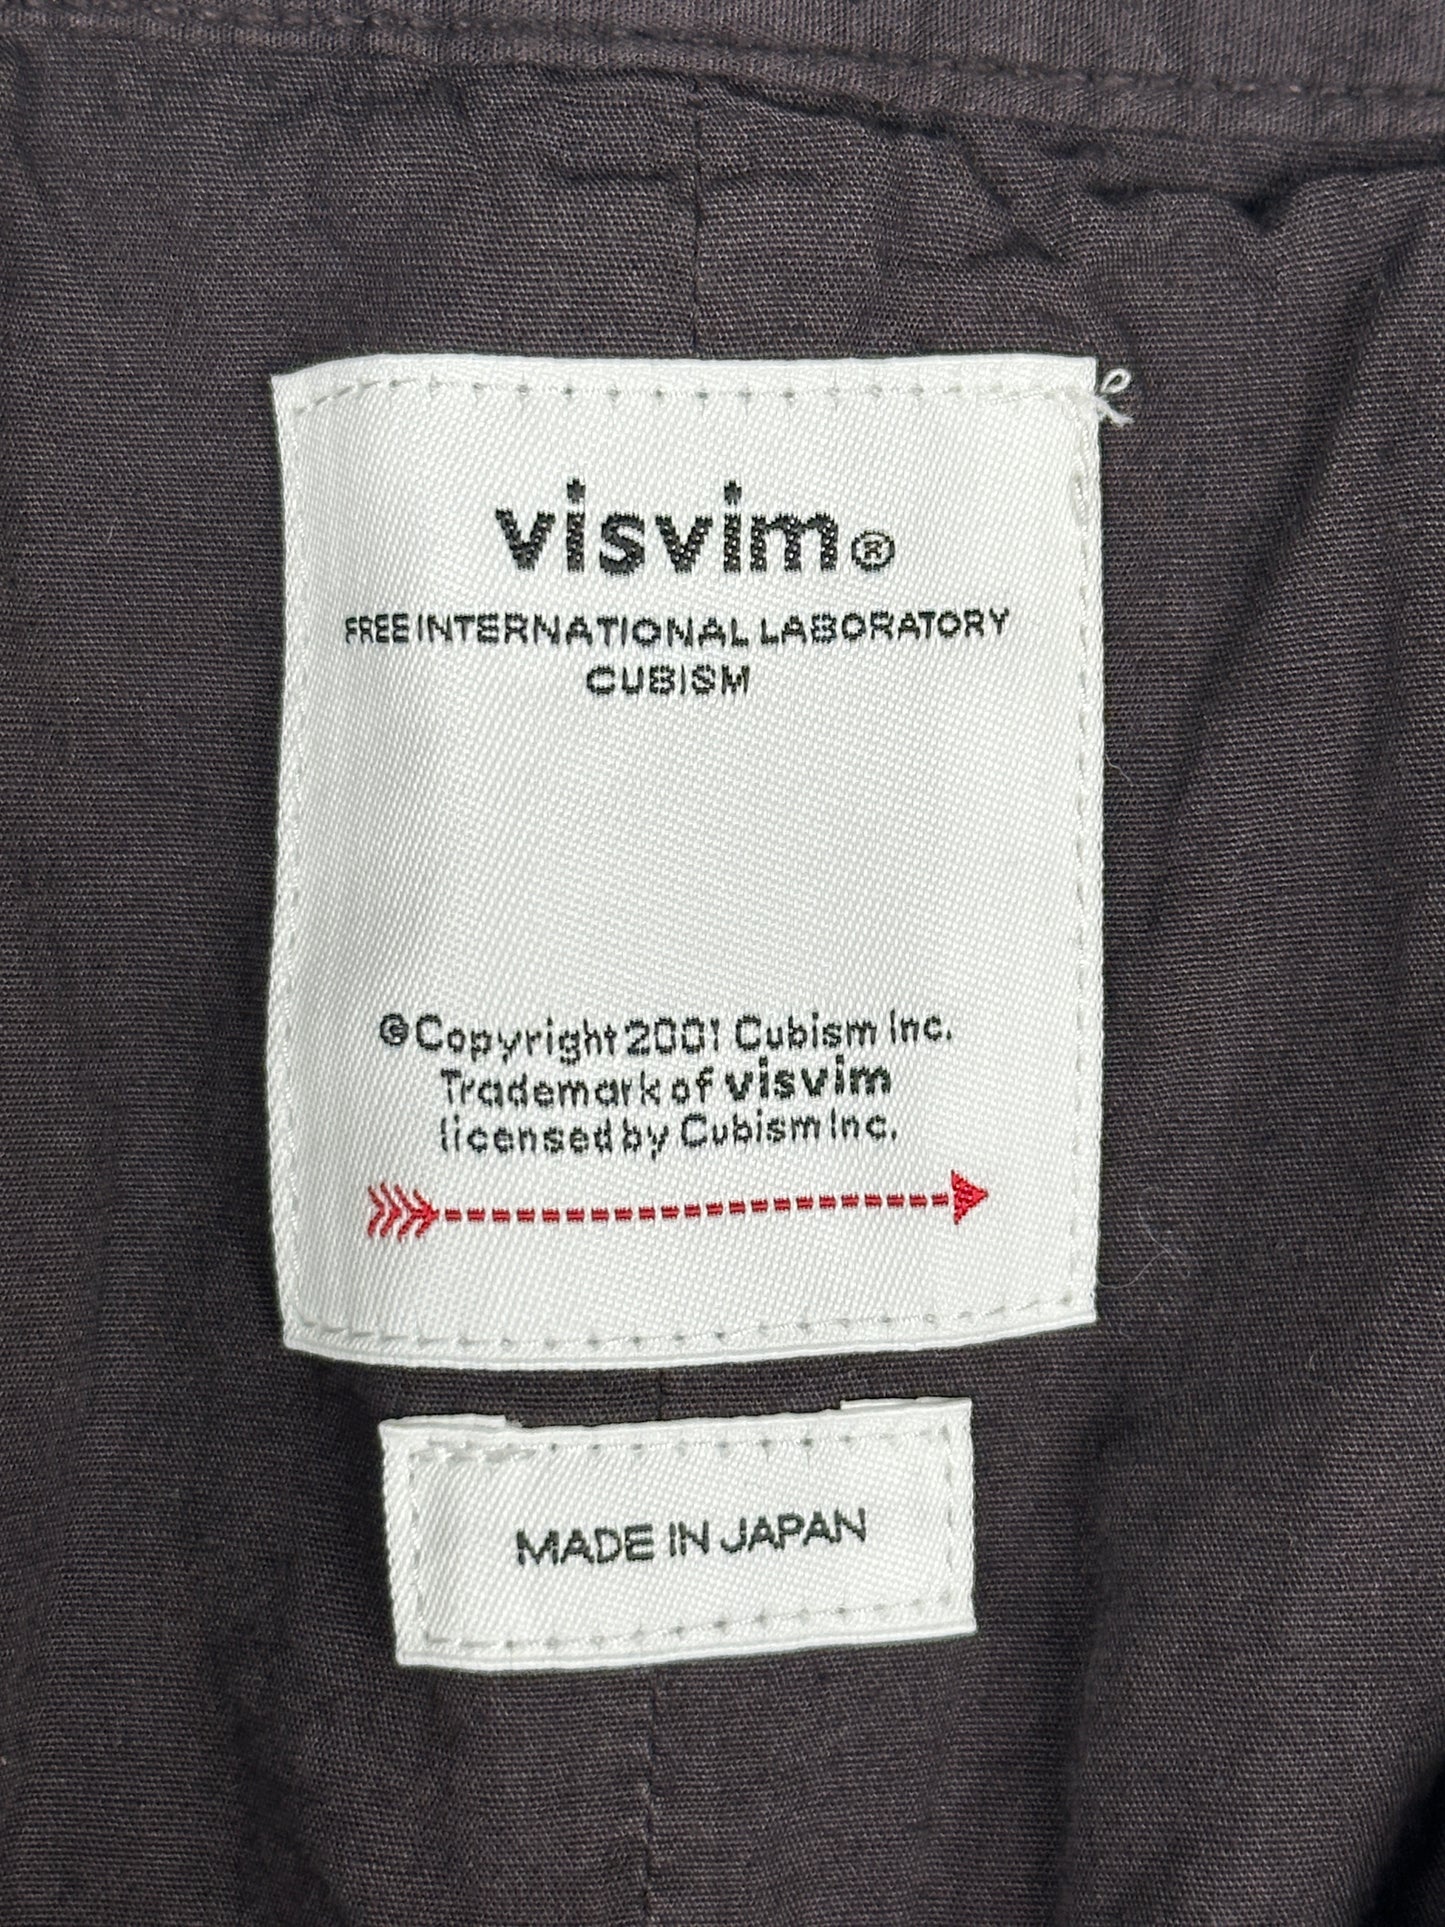 visvim®
FREE INTERNATIONAL LABORATORY
CUBISM
©Copyright 2001 Cubism Inc.
Trademark of visvim
licensed by Cubism Inc.
MADE IN JAPAN